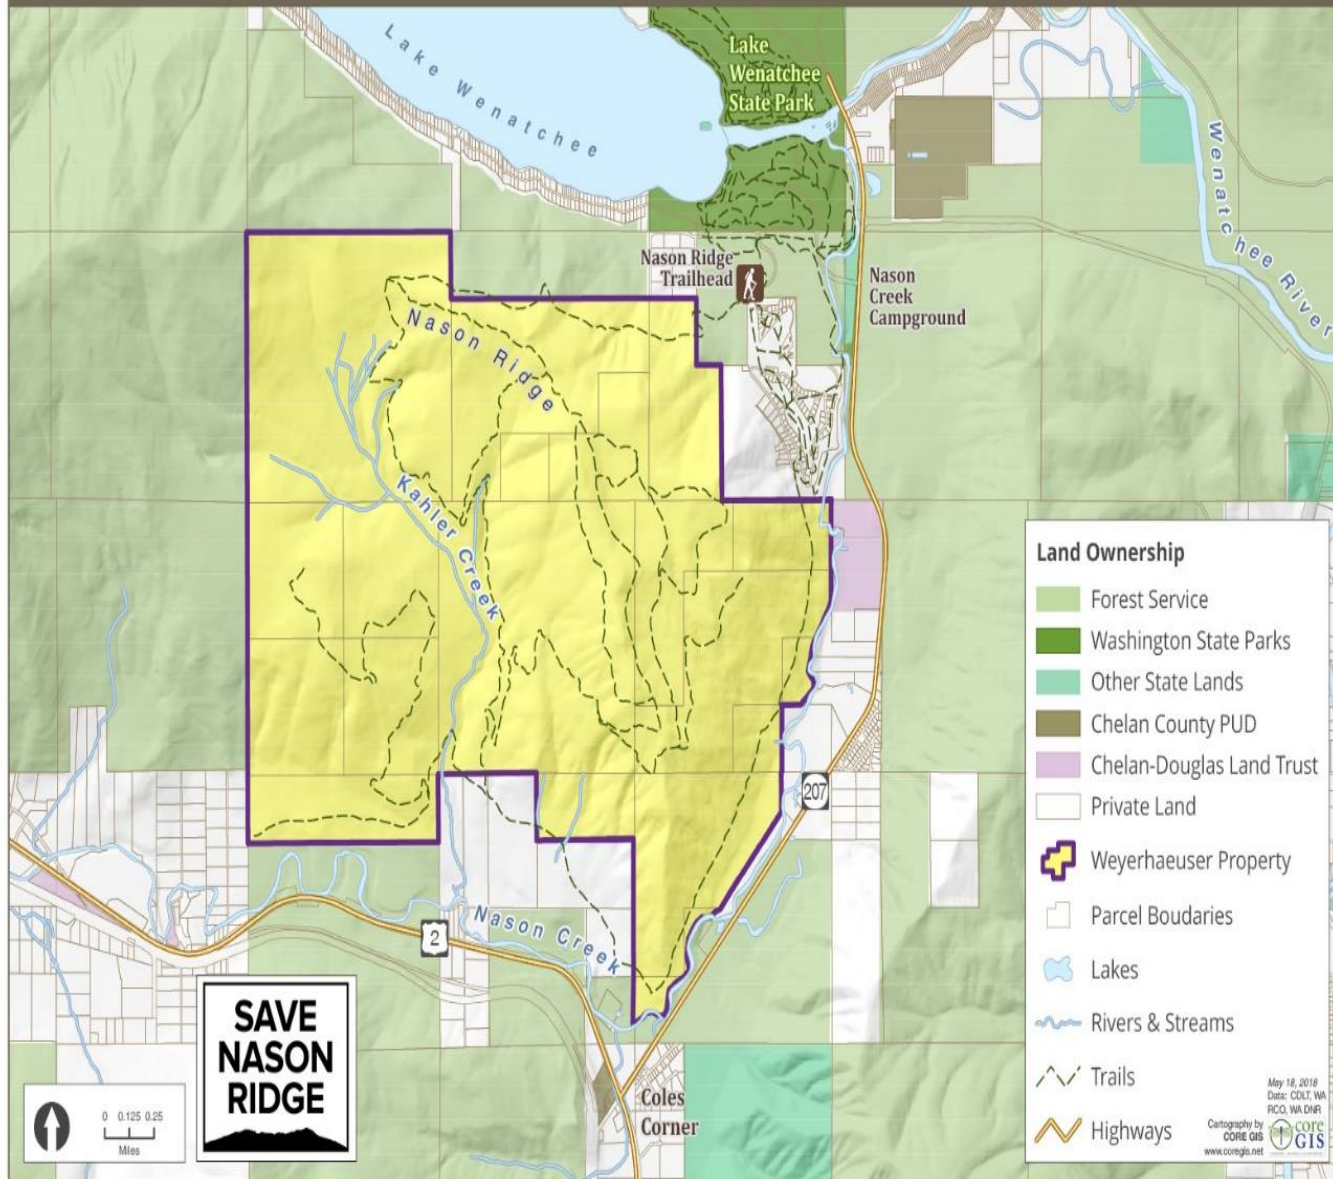 Lake Wenatchee
Lake
Wenatchee
State Park
Wenatchee River
Nason Ridge
Trailhead
Nason
Creek
Campground
Nason Ridge
Kahler Creek
207
2
Nason Creek
Coles
Corner
SAVE
NASON
RIDGE
0 0.125 0.25
Miles
Land Ownership
Forest Service
Washington State Parks
Other State Lands
Chelan County PUD
Chelan-Douglas Land Trust
Private Land
Weyerhaeuser Property
Parcel Boudaries
Lakes
Rivers & Streams
Trails
Highways
May 18, 2018
Data: CDLT, WA
RCO, WA DNR
Cartography by
CORE GIS
www.coregis.net
core
GIS